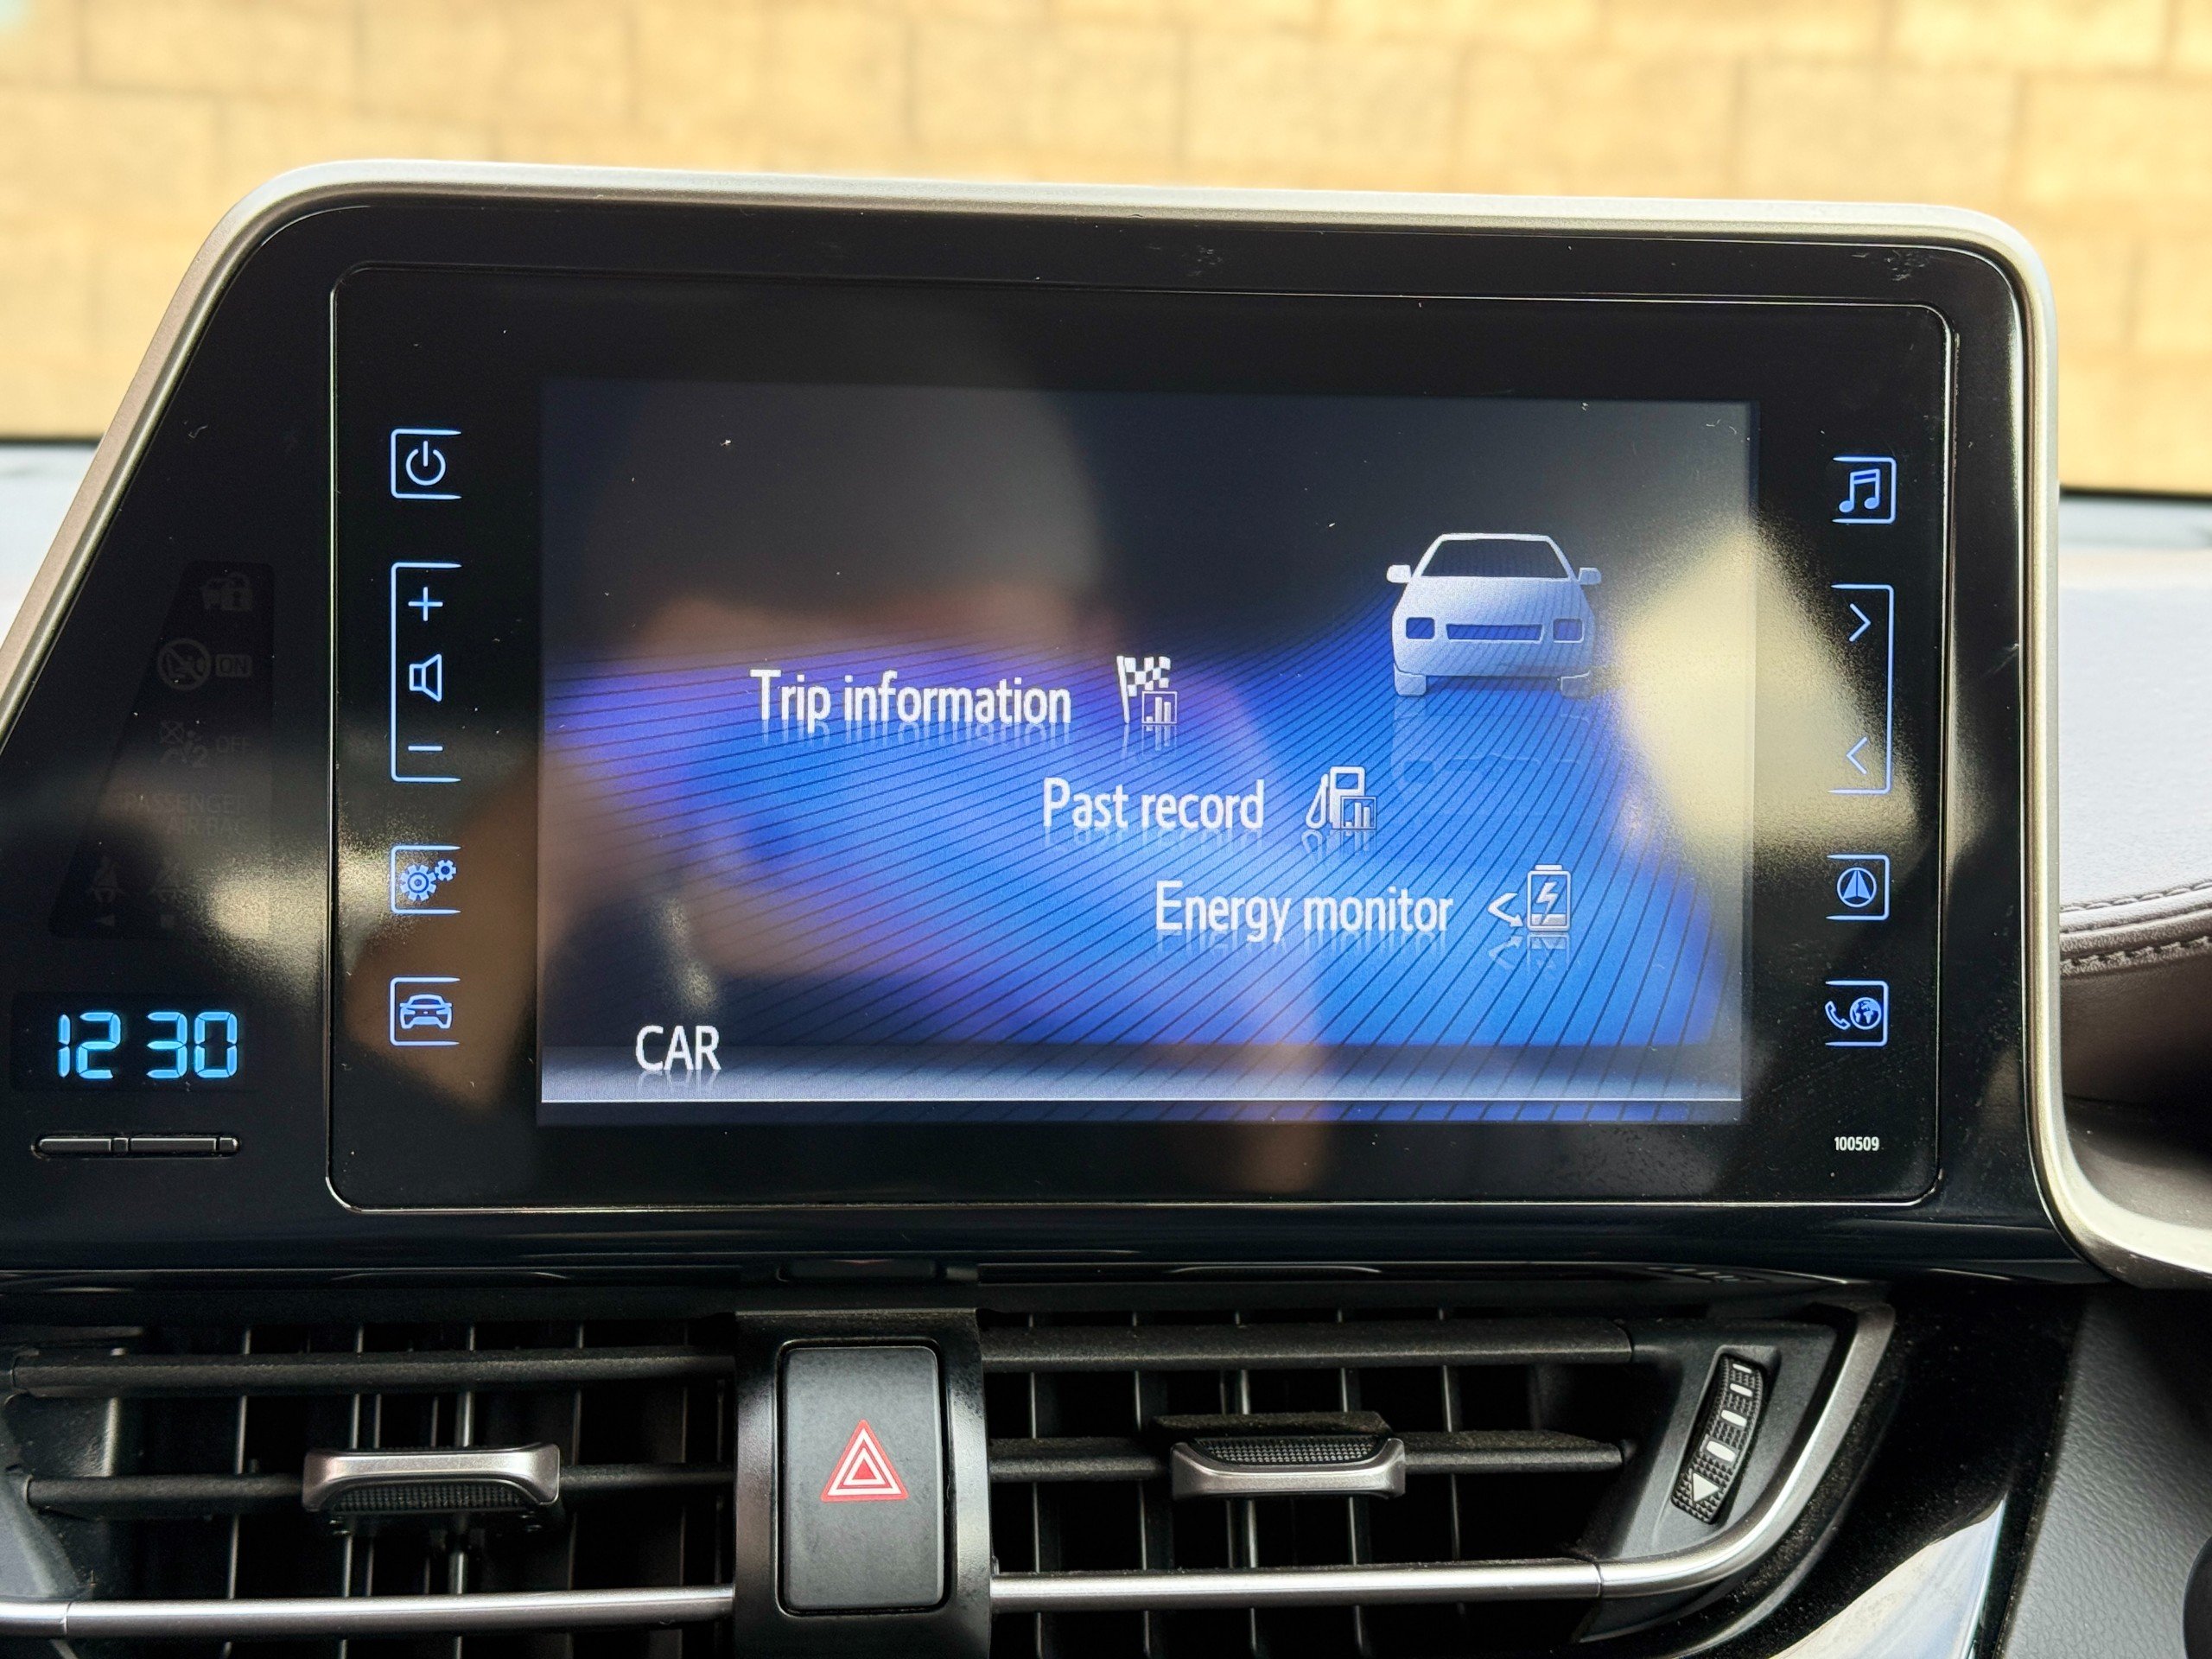 ON
OFF
PASSENGER
AIR BAG
12 30
Trip information
Past record
Energy monitor
CAR
100509